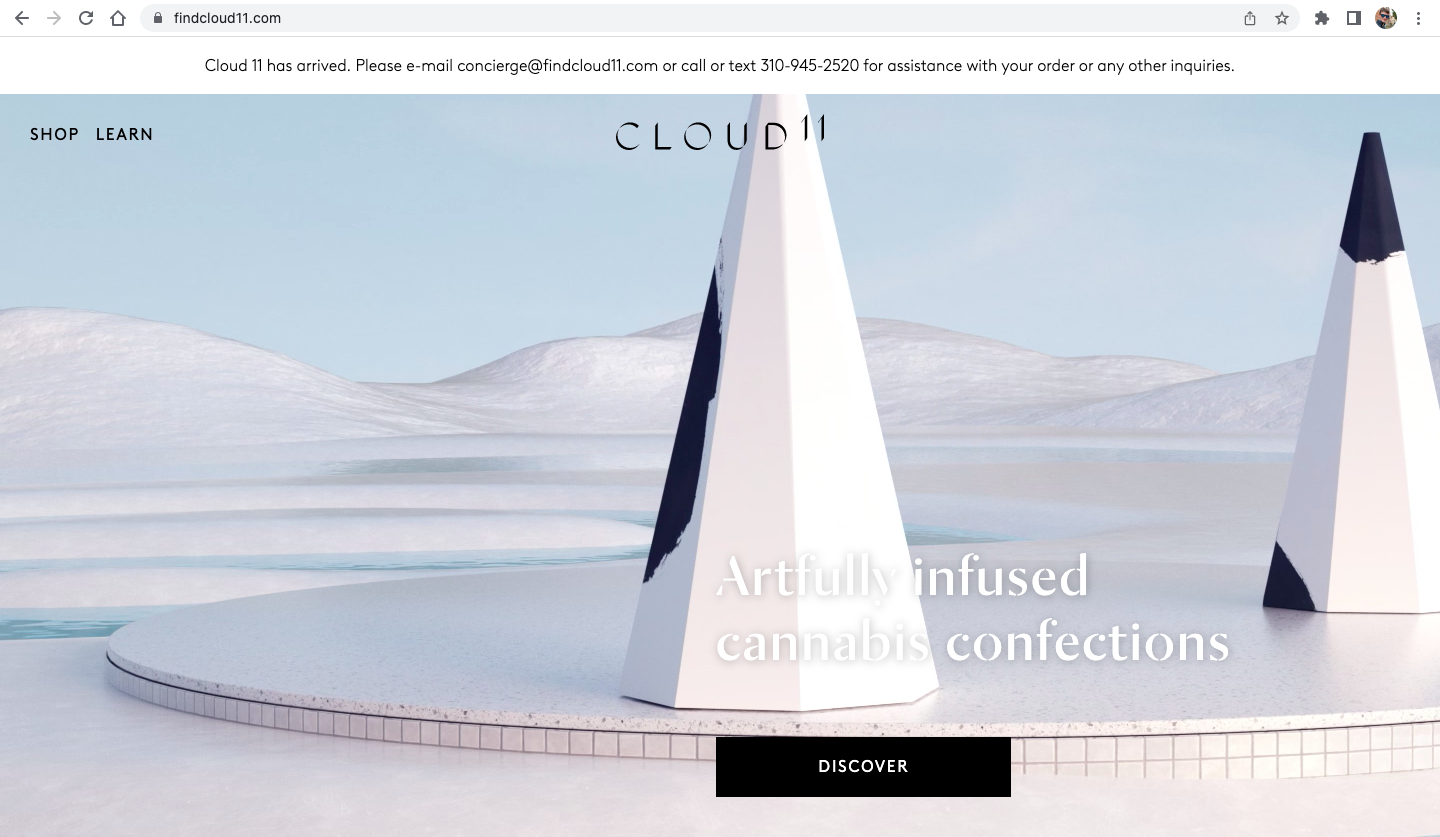 findcloud11.com
Cloud 11 has arrived. Please e-mail concierge@findcloud11.com or call or text 310-945-2520 for assistance with your order or any other inquiries.
SHOP LEARN
CLOUD11
Artfully infused
cannabis confections
DISCOVER